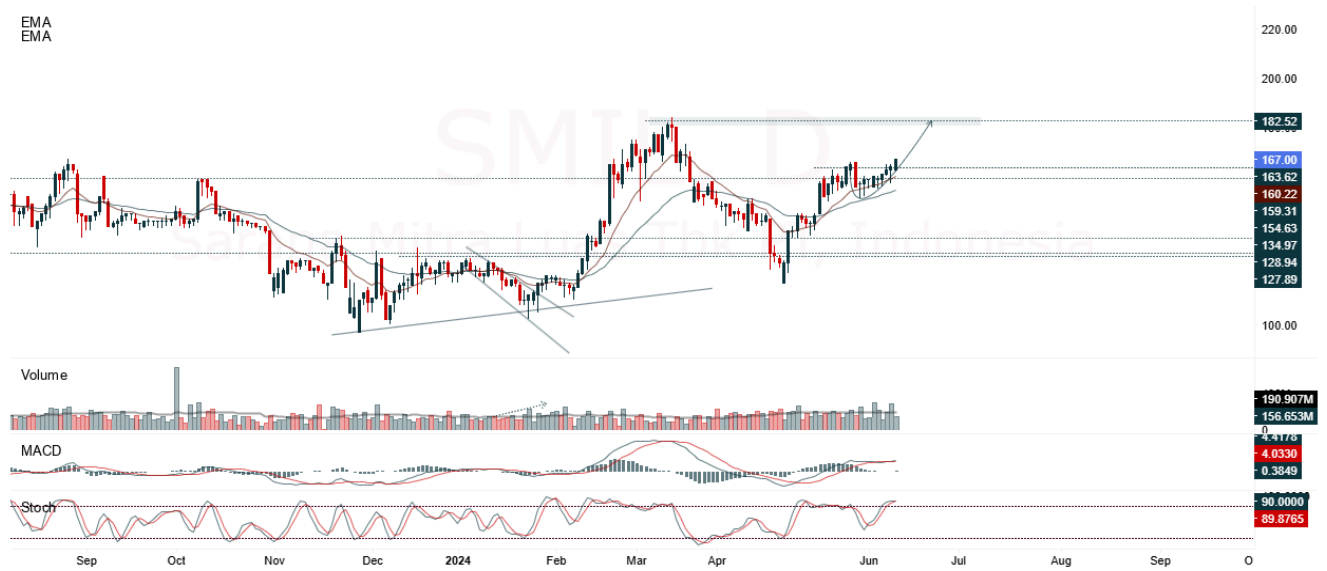 EMA
EMA
220.00
200.00
182.52
167.00
163.62
160.22
159.31
154.63
134.97
128.94
127.89
100.00
Volume
190.907M
156.653M
0
MACD
4.4178
4.0330
0.3849
Stoch
90.0000
89.8765
Sep Oct Nov Dec 2024 Feb Mar Apr Jun Jul Aug Sep O